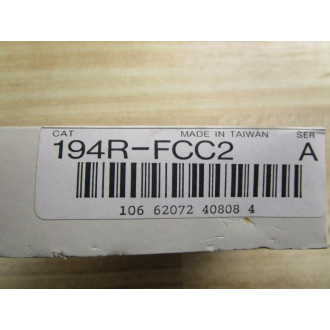 CAT MADE IN TAIWAN SER
194R-FCC2 A
106 62072 40808 4